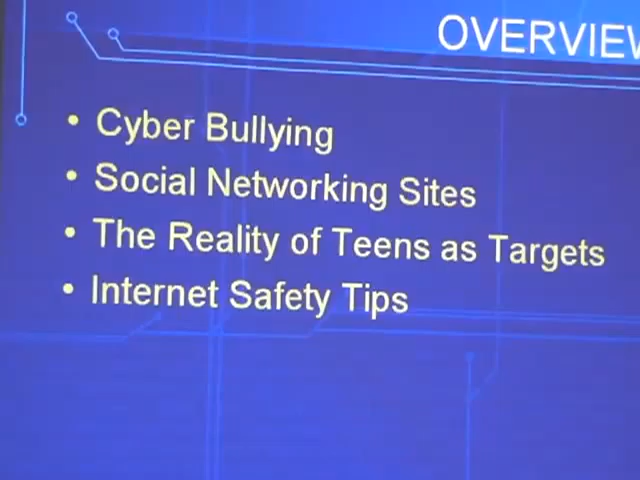 OVERVIEW
• Cyber Bullying
• Social Networking Sites
• The Reality of Teens as Targets
• Internet Safety Tips